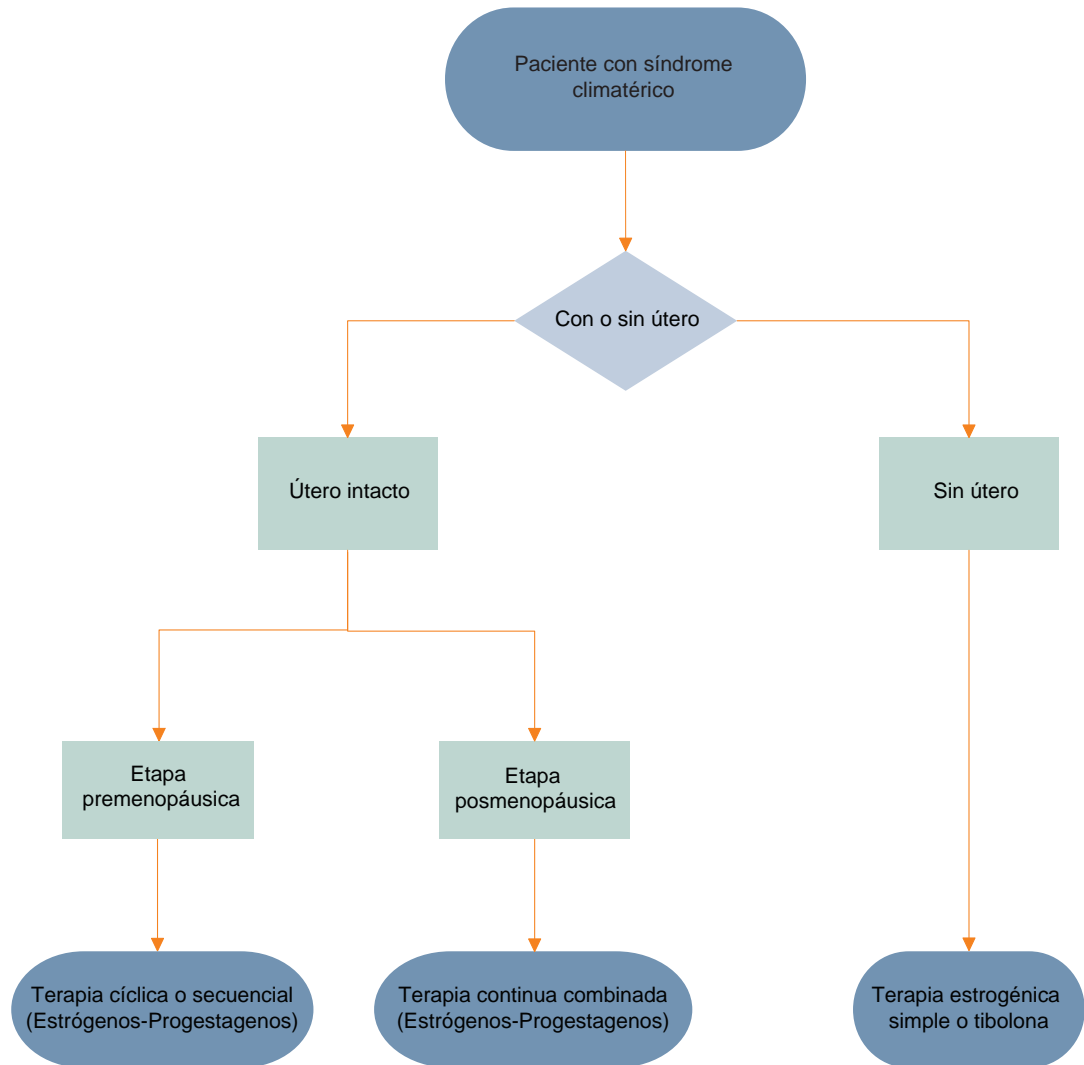 Paciente con síndrome
climatérico
Con o sin útero
Útero intacto
Sin útero
Etapa
premenopáusica
Etapa
posmenopáusica
Terapia cíclica o secuencial
(Estrógenos-Progestagenos)
Terapia continua combinada
(Estrógenos-Progestagenos)
Terapia estrogénica
simple o tibolona